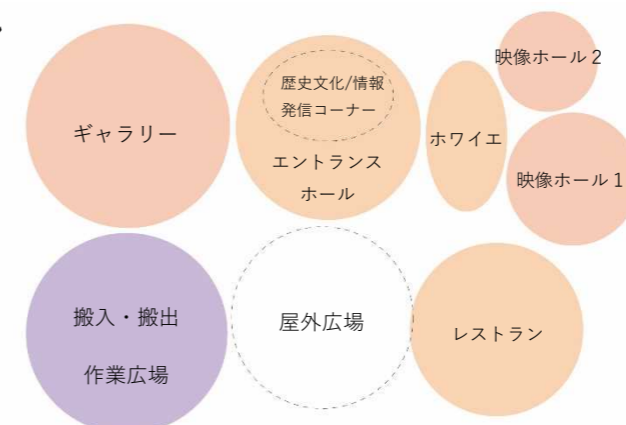 ギャラリー
歴史文化/情報
発信コーナー
エントランス
ホール
ホワイエ
映像ホール2
映像ホール1
搬入・搬出
作業広場
屋外広場
レストラン